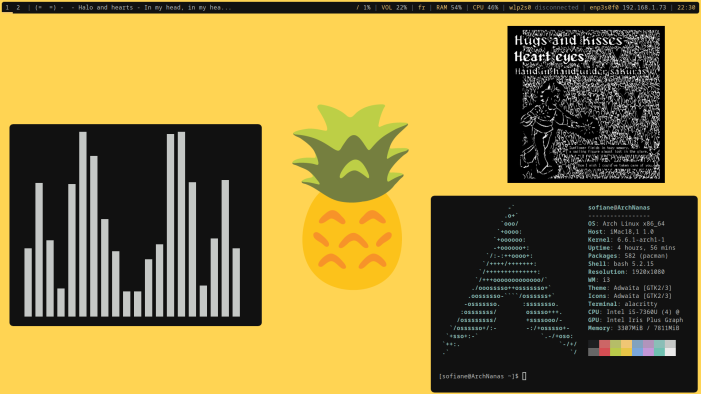 1 2 | (= =) - - Halo and hearts - In my head, in my hea...
/ 1% | VOL 22% | fr | RAM 54% | CPU 46% | wlp2s0 disconnected | enp3s0f0 192.168.1.73 | 22:30
Hugs and Kisses
Heart eyes
Hand in hand under sakuras
sofiane@ArchNanas
-----------------
OS: Arch Linux x86_64
Host: iMac18,1 1.0
Kernel: 6.6.1-arch1-1
Uptime: 4 hours, 56 mins
Packages: 582 (pacman)
Shell: bash 5.2.15
Resolution: 1920x1080
WM: i3
Theme: Adwaita [GTK2/3]
Icons: Adwaita [GTK2/3]
Terminal: alacritty
CPU: Intel i5-7360U (4) @
GPU: Intel Iris Plus Graph
Memory: 3307MiB / 7811MiB
[sofiane@ArchNanas ~]$